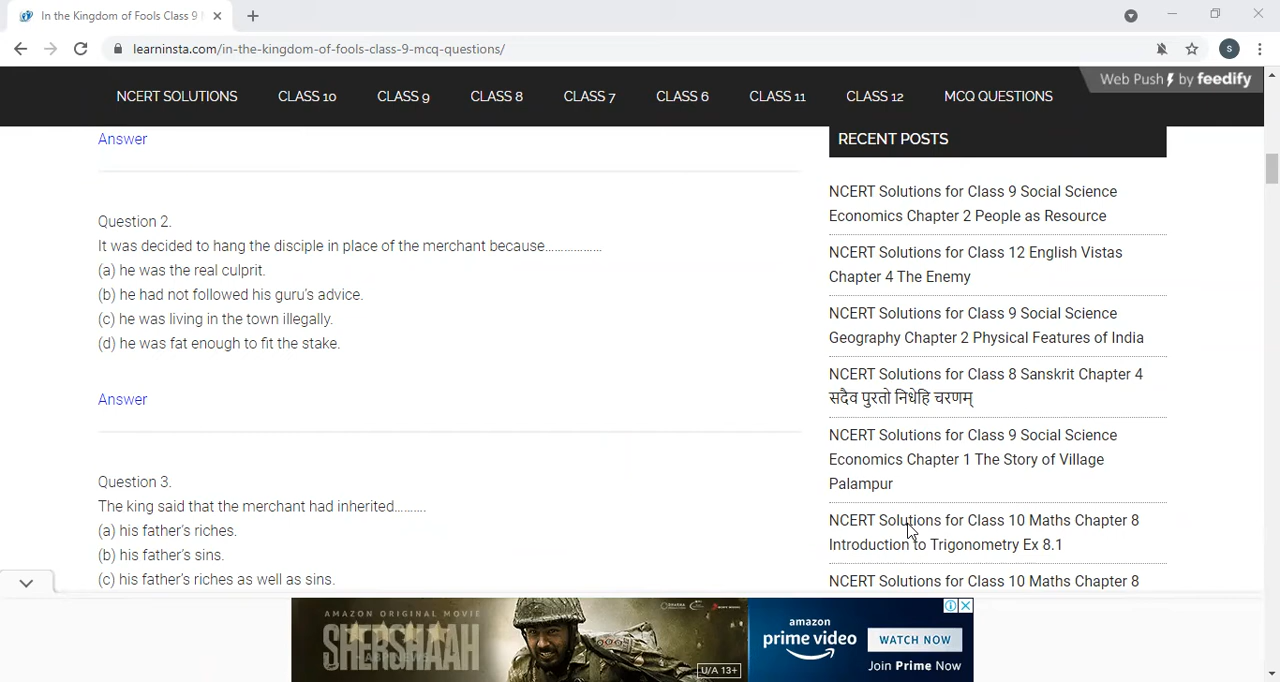 In the Kingdom of Fools Class 9
learninsta.com/in-the-kingdom-of-fools-class-9-mcq-questions/
S
Web Push by feedify
NCERT SOLUTIONS CLASS 10 CLASS 9 CLASS 8 CLASS 7 CLASS 6 CLASS 11 CLASS 12 MCQ QUESTIONS
Answer
Question 2.
It was decided to hang the disciple in place of the merchant because………………
(a) he was the real culprit.
(b) he had not followed his guru's advice.
(c) he was living in the town illegally.
(d) he was fat enough to fit the stake.
Answer
Question 3.
The king said that the merchant had inherited……….
(a) his father's riches.
(b) his father's sins.
(c) his father's riches as well as sins.
RECENT POSTS
NCERT Solutions for Class 9 Social Science
Economics Chapter 2 People as Resource
NCERT Solutions for Class 12 English Vistas
Chapter 4 The Enemy
NCERT Solutions for Class 9 Social Science
Geography Chapter 2 Physical Features of India
NCERT Solutions for Class 8 Sanskrit Chapter 4
सदैव पुरतो निधेहि चरणम्
NCERT Solutions for Class 9 Social Science
Economics Chapter 1 The Story of Village
Palampur
NCERT Solutions for Class 10 Maths Chapter 8
Introduction to Trigonometry Ex 8.1
NCERT Solutions for Class 10 Maths Chapter 8
AMAZON ORIGINAL MOVIE
SHERSHAAH
U/A 13+
amazon
prime video
WATCH NOW
Join Prime Now